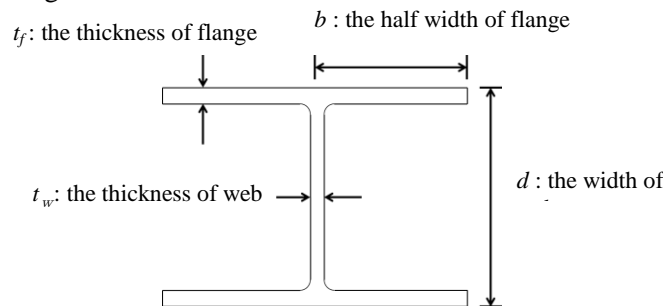 b : the half width of flange
t_f: the thickness of flange
t_w: the thickness of web
d : the width of